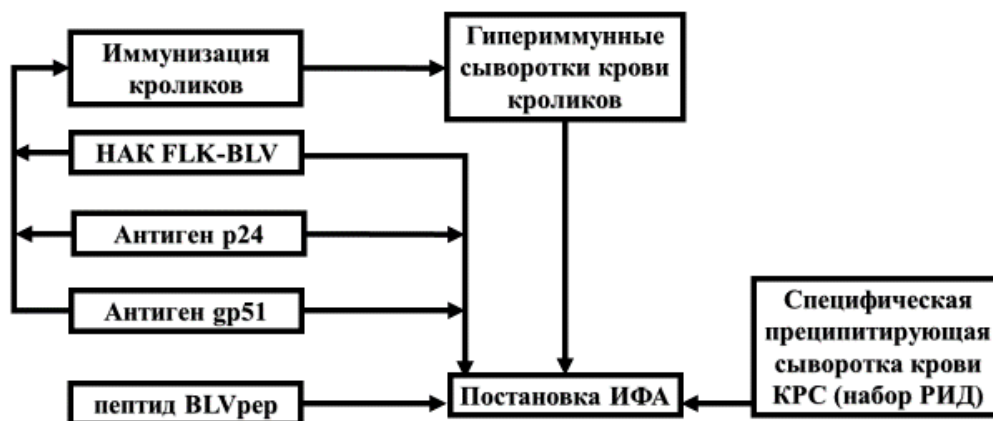 Иммунизация
кроликов
Гипериммунные
сыворотки крови
кроликов
НАК FLK-BLV
Антиген p24
Антиген gp51
пептид BLVpep
Постановка ИФА
Специфическая
преципитирующая
сыворотка крови
КРС (набор РИД)